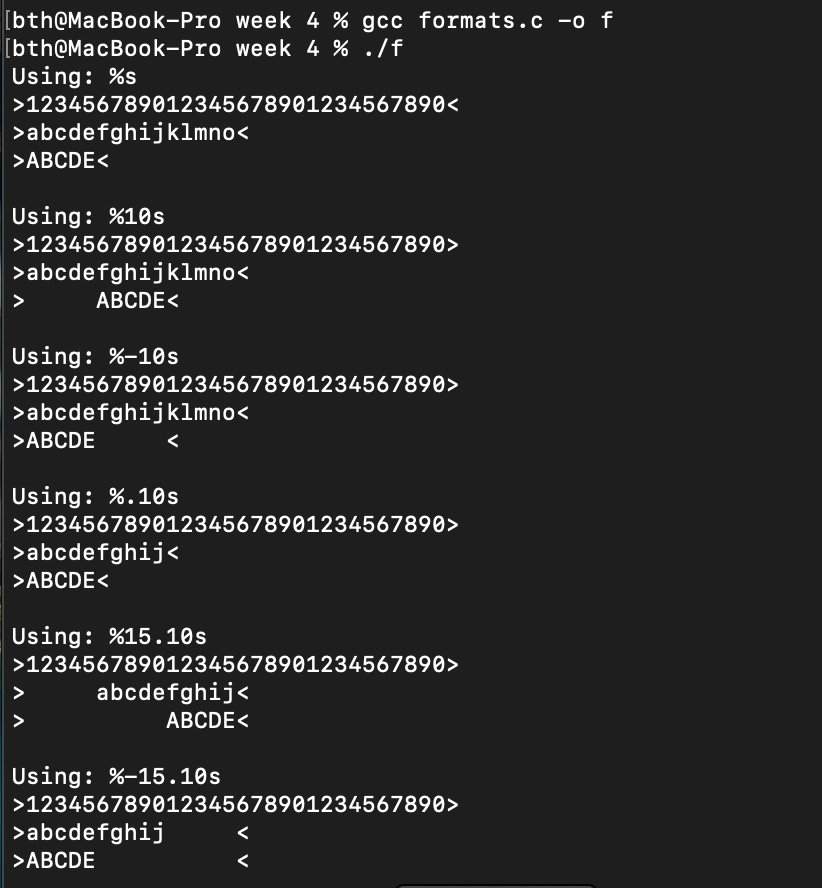 [bth@MacBook-Pro week 4 % gcc formats.c -o f
[bth@MacBook-Pro week 4 % ./f
Using: %s
>123456789012345678901234567890<
>abcdefghijklmno<
>ABCDE<

Using: %10s
>123456789012345678901234567890>
>abcdefghijklmno<
>     ABCDE<

Using: %-10s
>123456789012345678901234567890>
>abcdefghijklmno<
>ABCDE     <

Using: %.10s
>123456789012345678901234567890>
>abcdefghij<
>ABCDE<

Using: %15.10s
>123456789012345678901234567890>
>     abcdefghij<
>          ABCDE<

Using: %-15.10s
>123456789012345678901234567890>
>abcdefghij     <
>ABCDE          <